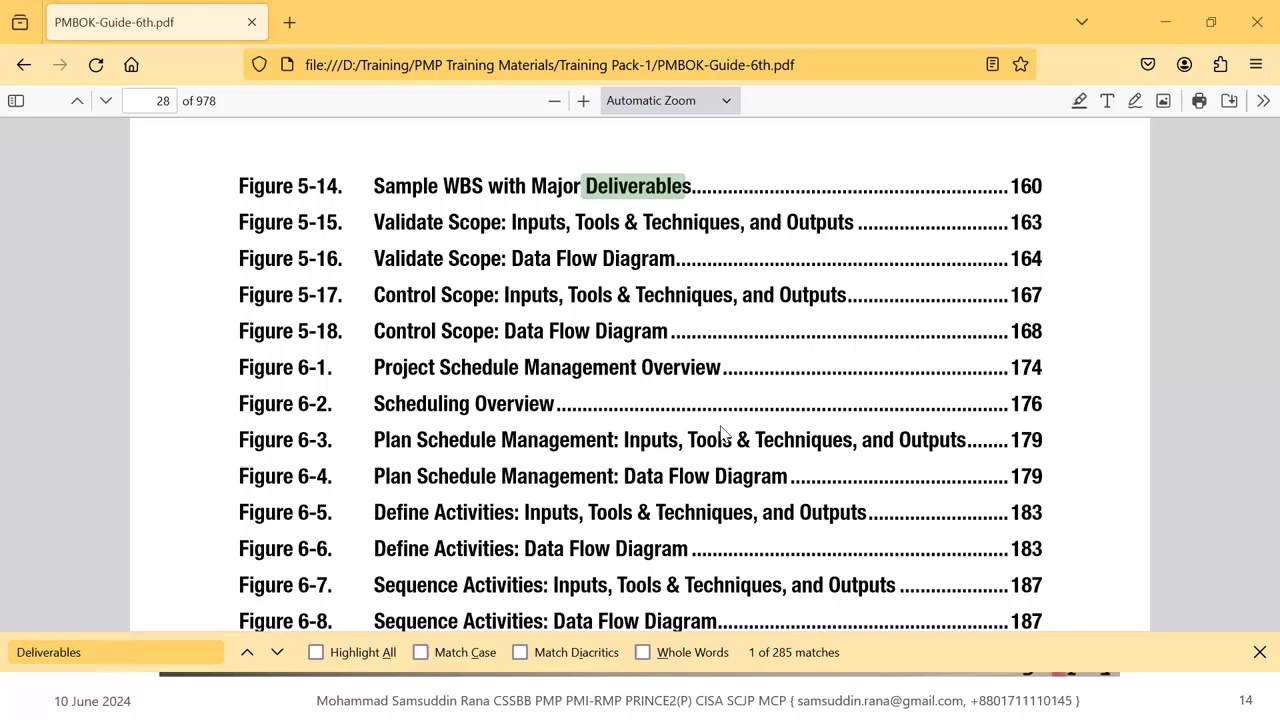 PMBOK-Guide-6th.pdf
file:///D:/Training/PMP Training Materials/Training Pack-1/PMBOK-Guide-6th.pdf
28 of 978
Automatic Zoom
Figure 5-14. Sample WBS with Major Deliverables..........160
Figure 5-15. Validate Scope: Inputs, Tools & Techniques, and Outputs ..........163
Figure 5-16. Validate Scope: Data Flow Diagram..........164
Figure 5-17. Control Scope: Inputs, Tools & Techniques, and Outputs..........167
Figure 5-18. Control Scope: Data Flow Diagram..........168
Figure 6-1. Project Schedule Management Overview..........174
Figure 6-2. Scheduling Overview..........176
Figure 6-3. Plan Schedule Management: Inputs, Tools & Techniques, and Outputs........179
Figure 6-4. Plan Schedule Management: Data Flow Diagram..........179
Figure 6-5. Define Activities: Inputs, Tools & Techniques, and Outputs..........183
Figure 6-6. Define Activities: Data Flow Diagram ..........183
Figure 6-7. Sequence Activities: Inputs, Tools & Techniques, and Outputs ..........187
Figure 6-8. Sequence Activities: Data Flow Diagram..........187
Deliverables Highlight All Match Case Match Diacritics Whole Words 1 of 285 matches
10 June 2024 Mohammad Samsuddin Rana CSSBB PMP PMI-RMP PRINCE2(P) CISA SCJP MCP { samsuddin.rana@gmail.com, +8801711110145 } 14